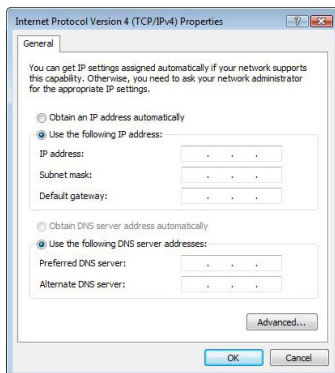 Internet Protocol Version 4 (TCP/IPv4) Properties
General
You can get IP settings assigned automatically if your network supports
this capability. Otherwise, you need to ask your network administrator
for the appropriate IP settings.
Obtain an IP address automatically
Use the following IP address:
IP address:
Subnet mask:
Default gateway:
Obtain DNS server address automatically
Use the following DNS server addresses:
Preferred DNS server:
Alternate DNS server:
Advanced...
OK
Cancel